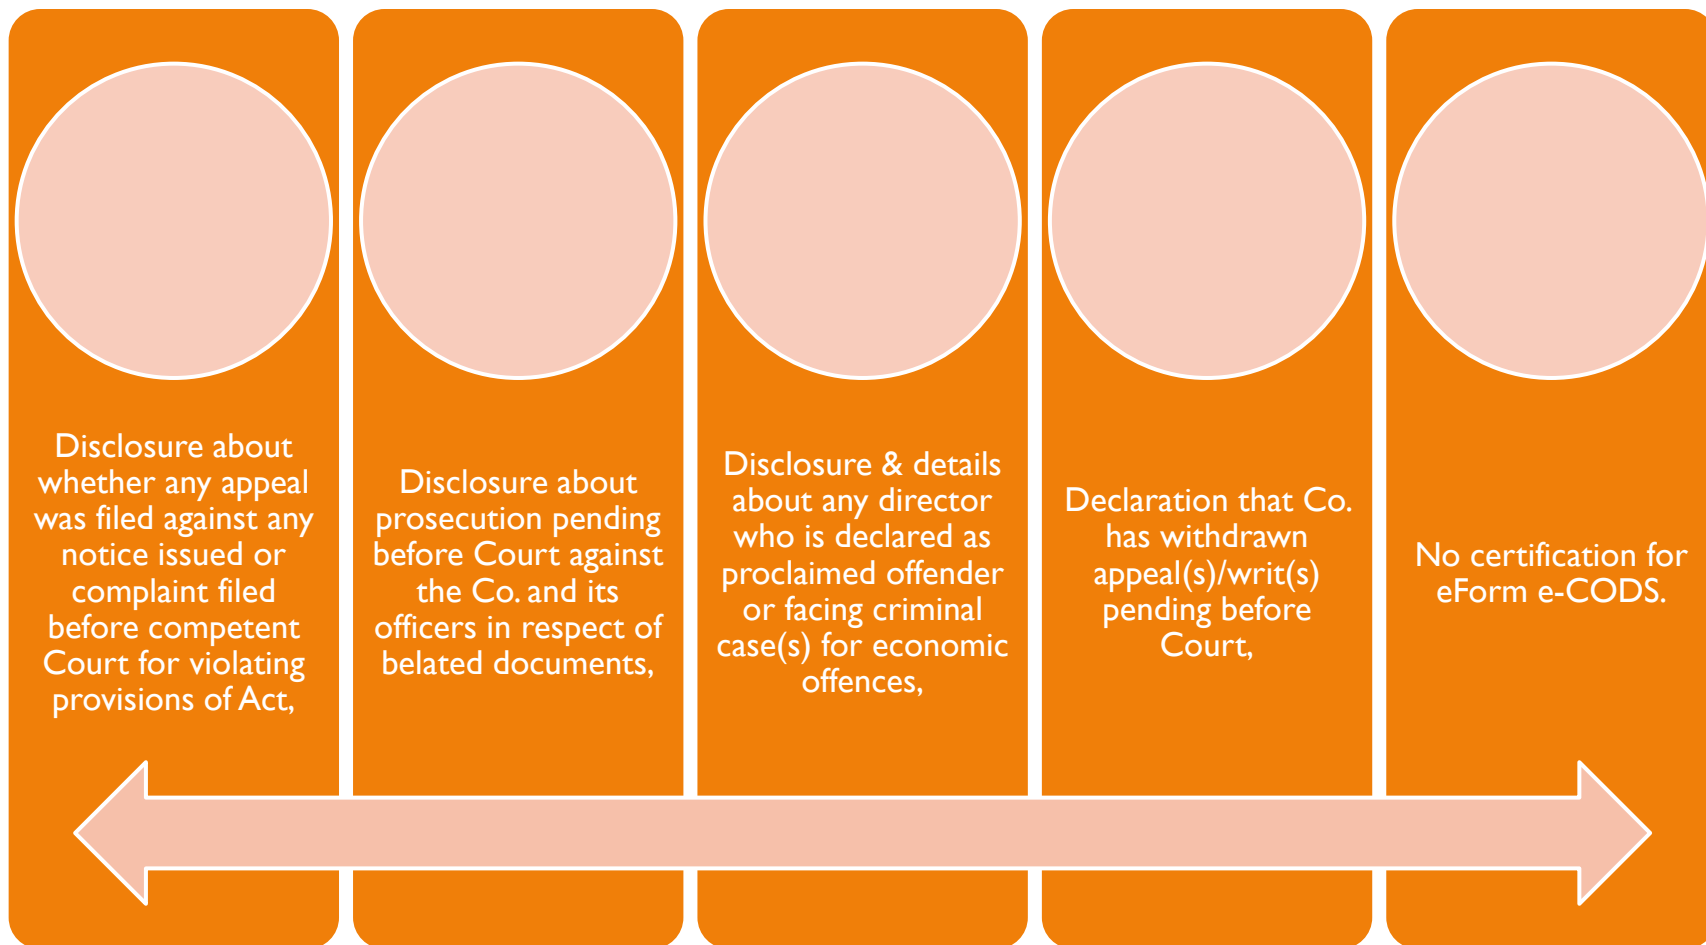 Disclosure about
whether any appeal
was filed against any
notice issued or
complaint filed
before competent
Court for violating
provisions of Act,
Disclosure about
prosecution pending
before Court against
the Co. and its
officers in respect of
belated documents,
Disclosure & details
about any director
who is declared as
proclaimed offender
or facing criminal
case(s) for economic
offences,
Declaration that Co.
has withdrawn
appeal(s)/writ(s)
pending before
Court,
No certification for
eForm e-CODS.